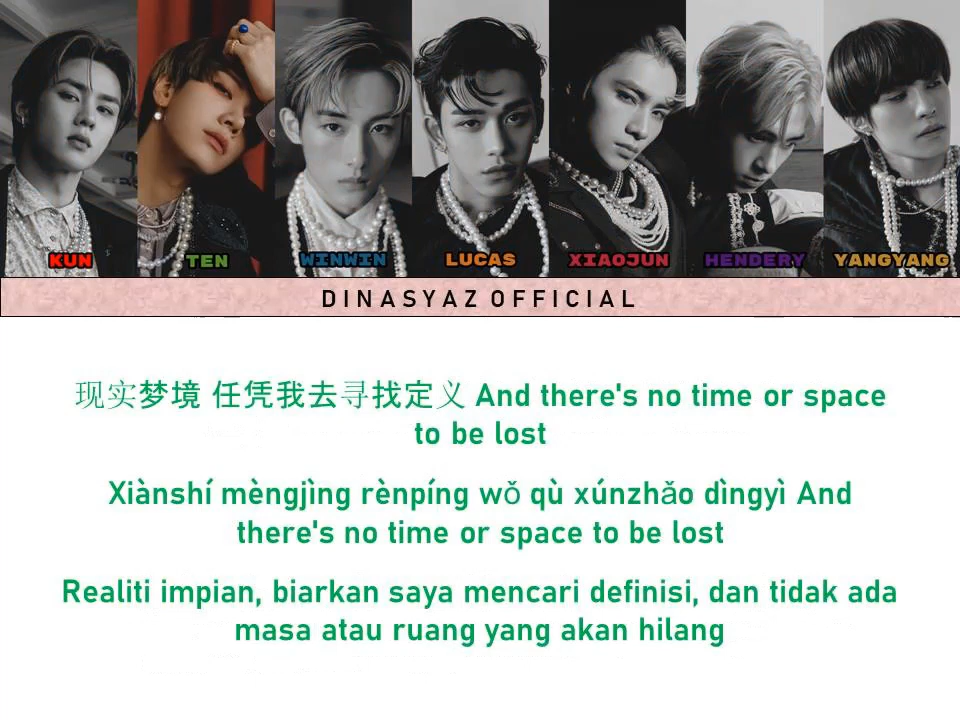 KUN TEN WINWIN LUCAS XIAOJUN HENDERY YANGYANG
DINASYAZ OFFICIAL
现实梦境 任凭我去寻找定义 And there's no time or space
to be lost
Xiànshí mèngjìng rènpíng wǒ qù xúnzhǎo dìngyì And
there's no time or space to be lost
Realiti impian, biarkan saya mencari definisi, dan tidak ada
masa atau ruang yang akan hilang